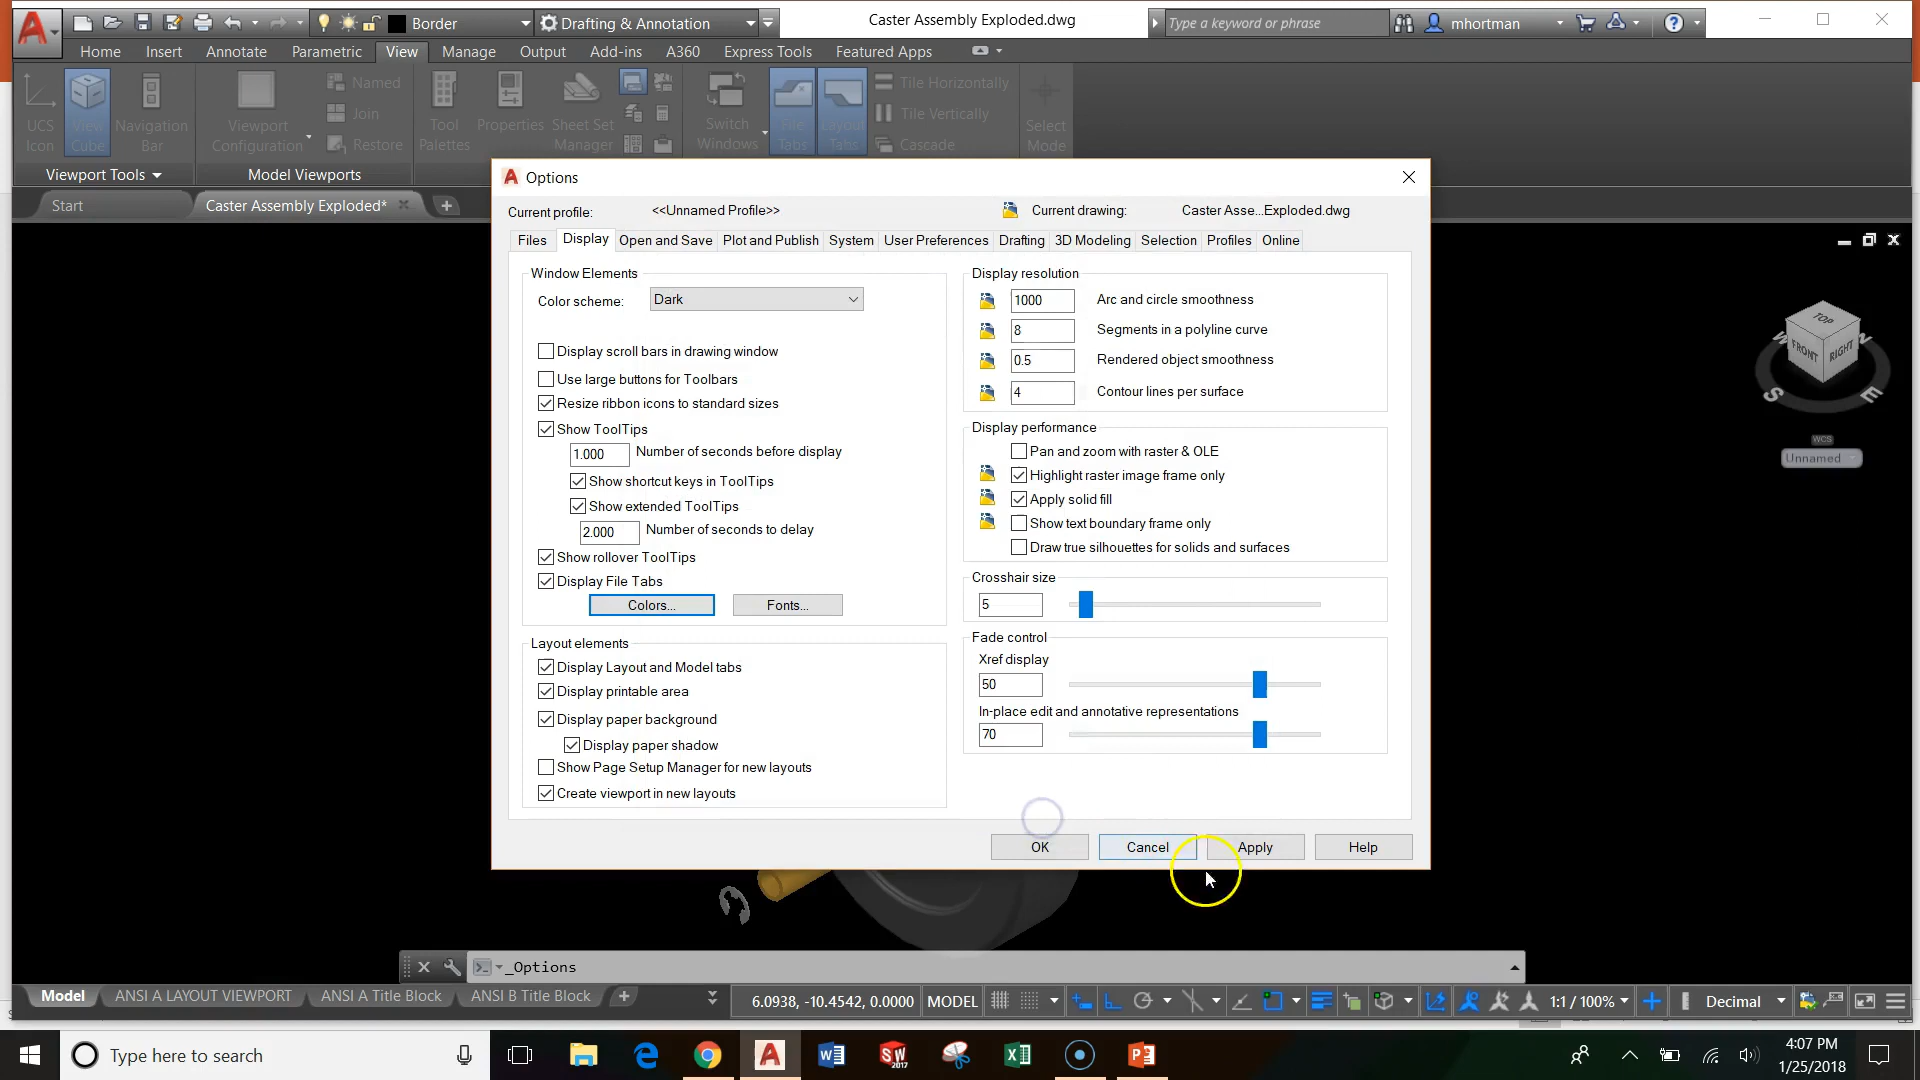 Border
Drafting & Annotation
Caster Assembly Exploded.dwg
Type a keyword or phrase
mhortman
Home Insert Annotate Parametric View Manage Output Add-ins A360 Express Tools Featured Apps
UCS Icon
View Cube
Navigation Bar
Viewport Configuration
Named
Join
Restore
Tool Palettes
Properties
Sheet Set Manager
Switch Windows
File Tabs
Layout Tabs
Tile Horizontally
Tile Vertically
Cascade
Select Mode
Viewport Tools
Model Viewports
Start
Caster Assembly Exploded*
Options
Current profile: <<Unnamed Profile>>
Current drawing: Caster Asse...Exploded.dwg
Files Display Open and Save Plot and Publish System User Preferences Drafting 3D Modeling Selection Profiles Online
Window Elements
Color scheme: Dark
Display scroll bars in drawing window
Use large buttons for Toolbars
Resize ribbon icons to standard sizes
Show ToolTips
1.000 Number of seconds before display
Show shortcut keys in ToolTips
Show extended ToolTips
2.000 Number of seconds to delay
Show rollover ToolTips
Display File Tabs
Colors... Fonts...
Layout elements
Display Layout and Model tabs
Display printable area
Display paper background
Display paper shadow
Show Page Setup Manager for new layouts
Create viewport in new layouts
Display resolution
1000 Arc and circle smoothness
8 Segments in a polyline curve
0.5 Rendered object smoothness
4 Contour lines per surface
Display performance
Pan and zoom with raster & OLE
Highlight raster image frame only
Apply solid fill
Show text boundary frame only
Draw true silhouettes for solids and surfaces
Crosshair size
5
Fade control
Xref display
50
In-place edit and annotative representations
70
OK Cancel Apply Help
TOP
FRONT RIGHT
W N
S E
WCS
Unnamed
_Options
Model ANSI A LAYOUT VIEWPORT ANSI A Title Block ANSI B Title Block
6.0938, -10.4542, 0.0000 MODEL 1:1 / 100% Decimal
Type here to search
4:07 PM
1/25/2018